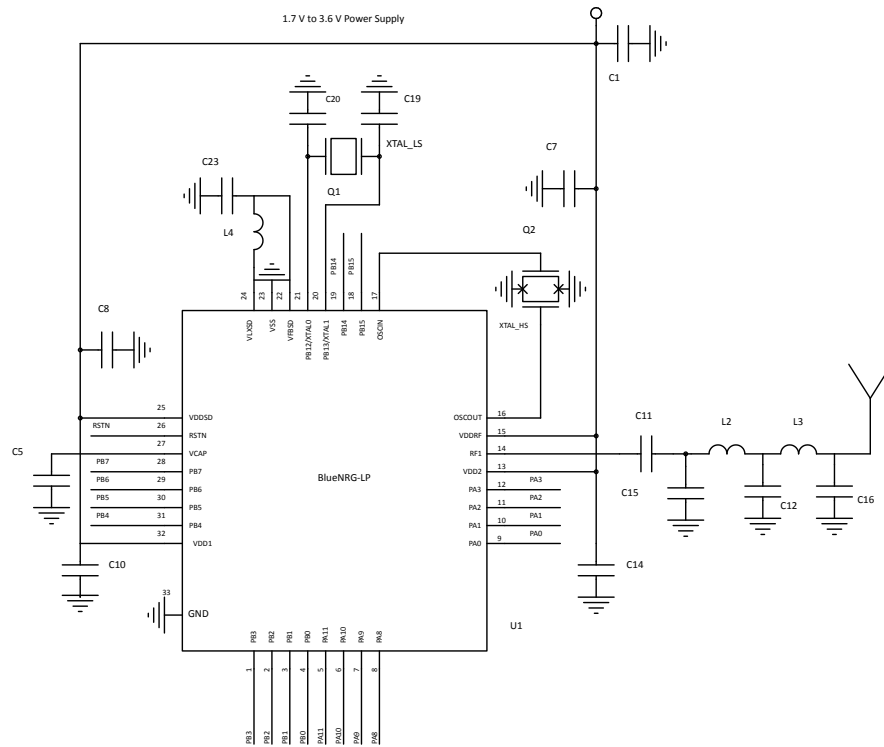 1.7 V to 3.6 V Power Supply
C1
C20
C19
XTAL_LS
C7
C23
Q1
Q2
L4
PB14
PB15
24
23
22
21
20
19
18
17
C8
VLXSD
VSS
VFBSD
PB12/XTAL0
PB13/XTAL1
PB14
PB15
OSCIN
XTAL_HS
25
VDDSD
OSCOUT
16
C11
L2
L3
RSTN
26
RSTN
VDDRF
15
C5
27
VCAP
RF1
14
PB7
28
PB7
BlueNRG-LP
VDD2
13
PA3
C15
PB6
29
PB6
PA3
12
PA2
C12
C16
PB5
30
PB5
PA2
11
PA1
PB4
31
PB4
PA1
10
PA0
32
VDD1
PA0
9
C10
C14
33
GND
U1
PB3
PB2
PB1
PB0
PA11
PA10
PA9
PA8
1
2
3
4
5
6
7
8
PB3
PB2
PB1
PB0
PA11
PA10
PA9
PA8